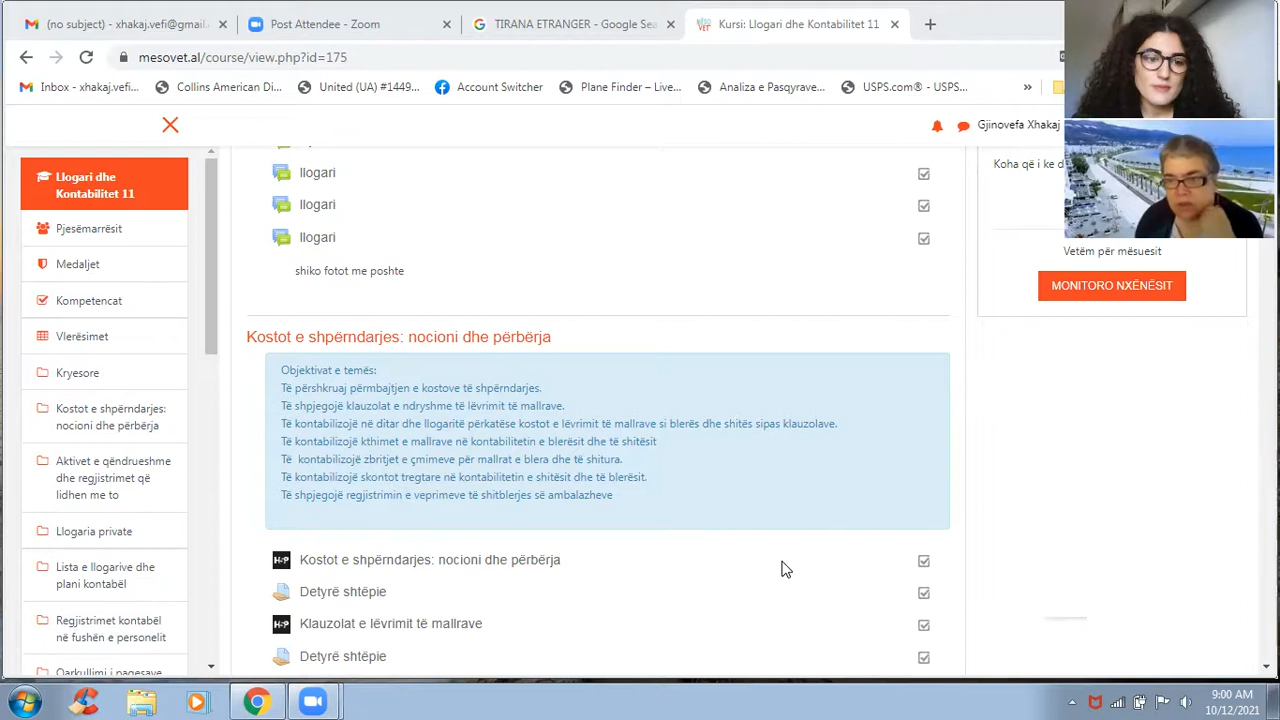 (no subject) - xhakaj.vefi@gmail.
Post Attendee - Zoom
TIRANA ETRANGER - Google Sea
Kursi: Llogari dhe Kontabilitet 11
mesovet.al/course/view.php?id=175
Inbox - xhakaj.vefi...
Collins American Di...
United (UA) #1449...
Account Switcher
Plane Finder – Live...
Analiza e Pasqyrave...
USPS.com® - USPS...
»
Gjinovefa Xhakaj
Llogari dhe
Kontabilitet 11
Pjesëmarrësit
Medaljet
Kompetencat
Vlerësimet
Kryesore
Kostot e shpërndarjes:
nocioni dhe përbërja
Aktivet e qëndrueshme
dhe regjistrimet që
lidhen me to
Llogaria private
Lista e llogarive dhe
plani kontabël
Regjistrimet kontabël
në fushën e personelit
Qarkullimi i pagesave
llogari
llogari
llogari
shiko fotot me poshte
Kostot e shpërndarjes: nocioni dhe përbërja
Objektivat e temës:
Të përshkruaj përmbajtjen e kostove të shpërndarjes.
Të shpjegojë klauzolat e ndryshme të lëvrimit të mallrave.
Të kontabilizojë në ditar dhe llogaritë përkatëse kostot e lëvrimit të mallrave si blerës dhe shitës sipas klauzolave.
Të kontabilizojë kthimet e mallrave në kontabilitetin e blerësit dhe të shitësit
Të kontabilizojë zbritjet e çmimeve për mallrat e blera dhe të shitura.
Të kontabilizojë skontot tregtare në kontabilitetin e shitësit dhe të blerësit.
Të shpjegojë regjistrimin e veprimeve të shitblerjes së ambalazheve
H5P Kostot e shpërndarjes: nocioni dhe përbërja
Detyrë shtëpie
H5P Klauzolat e lëvrimit të mallrave
Detyrë shtëpie
Koha që i ke d
Vetëm për mësuesit
MONITORO NXËNËSIT
9:00 AM
10/12/2021